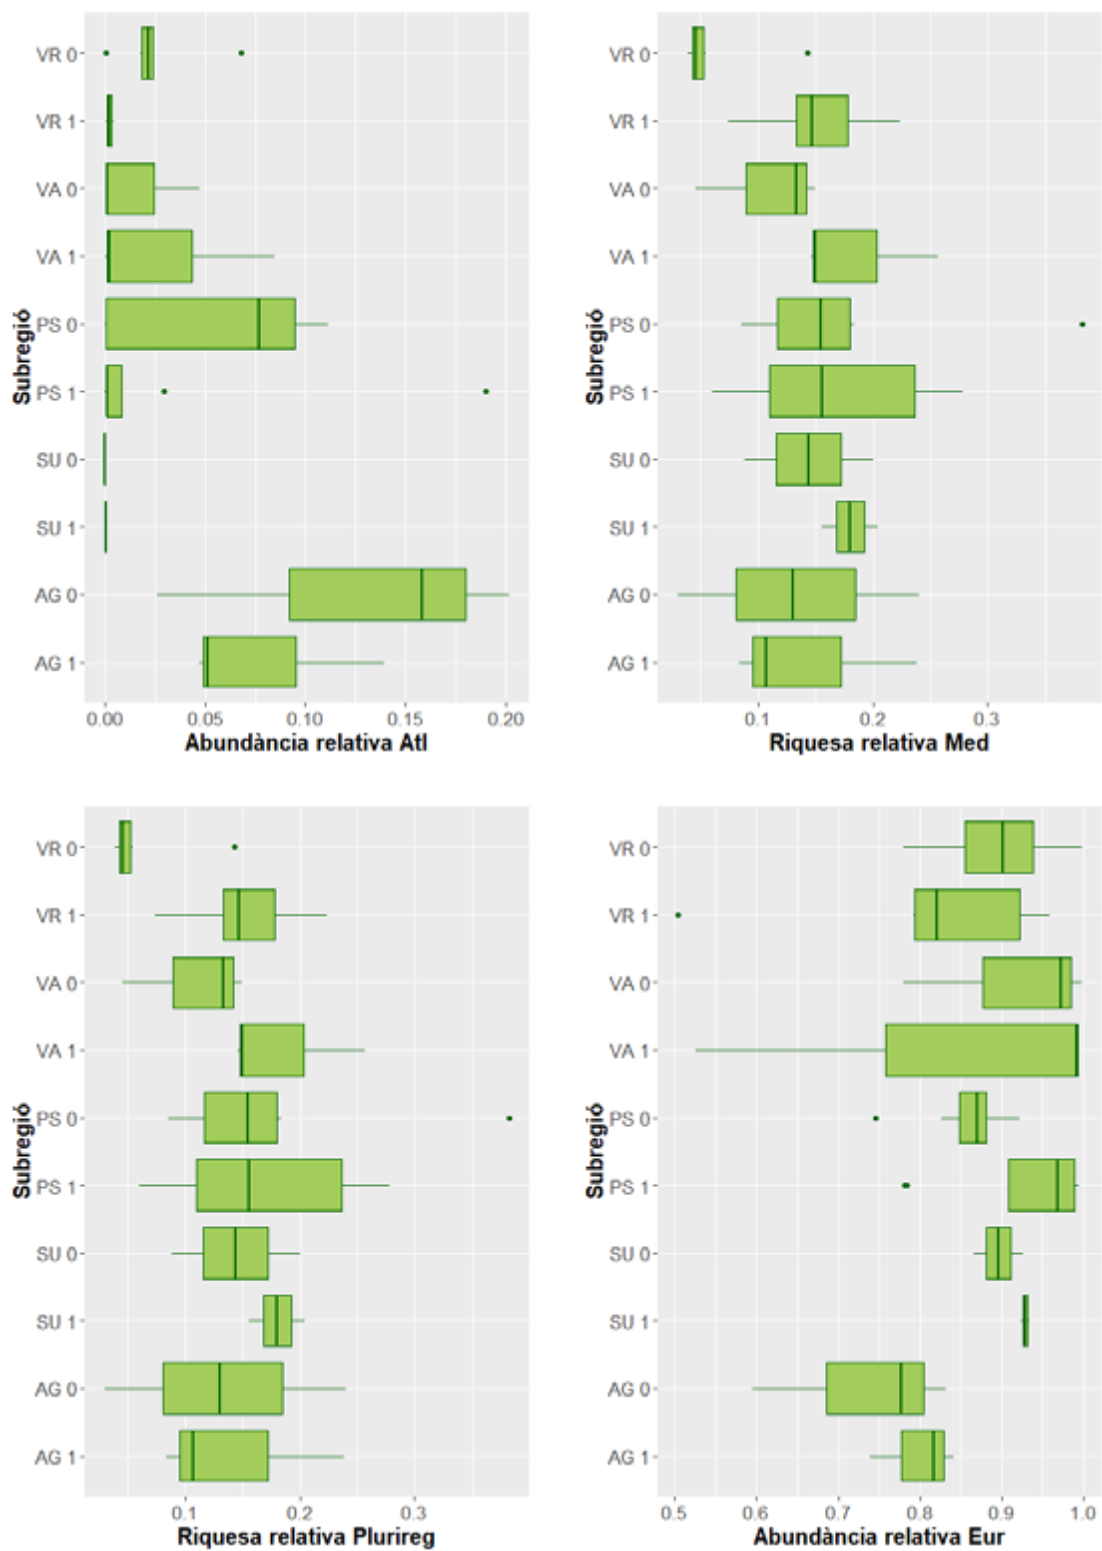 VR 0
VR 1
VA 0
VA 1
PS 0
PS 1
SU 0
SU 1
AG 0
AG 1
Subregió
0.00 0.05 0.10 0.15 0.20
Abundància relativa Atl
VR 0
VR 1
VA 0
VA 1
PS 0
PS 1
SU 0
SU 1
AG 0
AG 1
Subregió
0.1 0.2 0.3
Riquesa relativa Med
VR 0
VR 1
VA 0
VA 1
PS 0
PS 1
SU 0
SU 1
AG 0
AG 1
Subregió
0.1 0.2 0.3
Riquesa relativa Plurireg
VR 0
VR 1
VA 0
VA 1
PS 0
PS 1
SU 0
SU 1
AG 0
AG 1
Subregió
0.5 0.6 0.7 0.8 0.9 1.0
Abundància relativa Eur